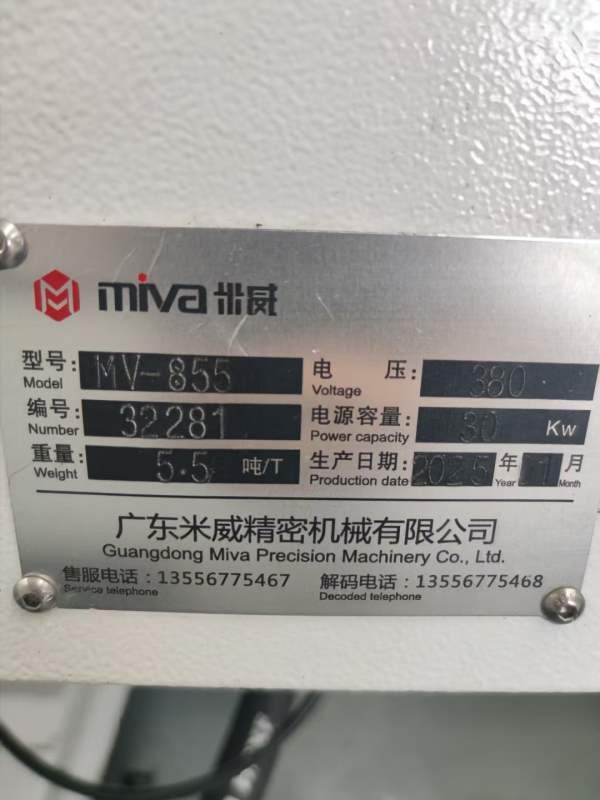 miva 米威
型号: MV-855 电 压: 380
Model Voltage
编号: 32281 电源容量: 30 Kw
Number Power capacity
重量: 5.5 吨/T 生产日期: 2025 年 1 月
Weight Production date Year Month
广东米威精密机械有限公司
Guangdong Miva Precision Machinery Co., Ltd.
售服电话:13556775467 解码电话:13556775468
Service telephone Decoded telephone